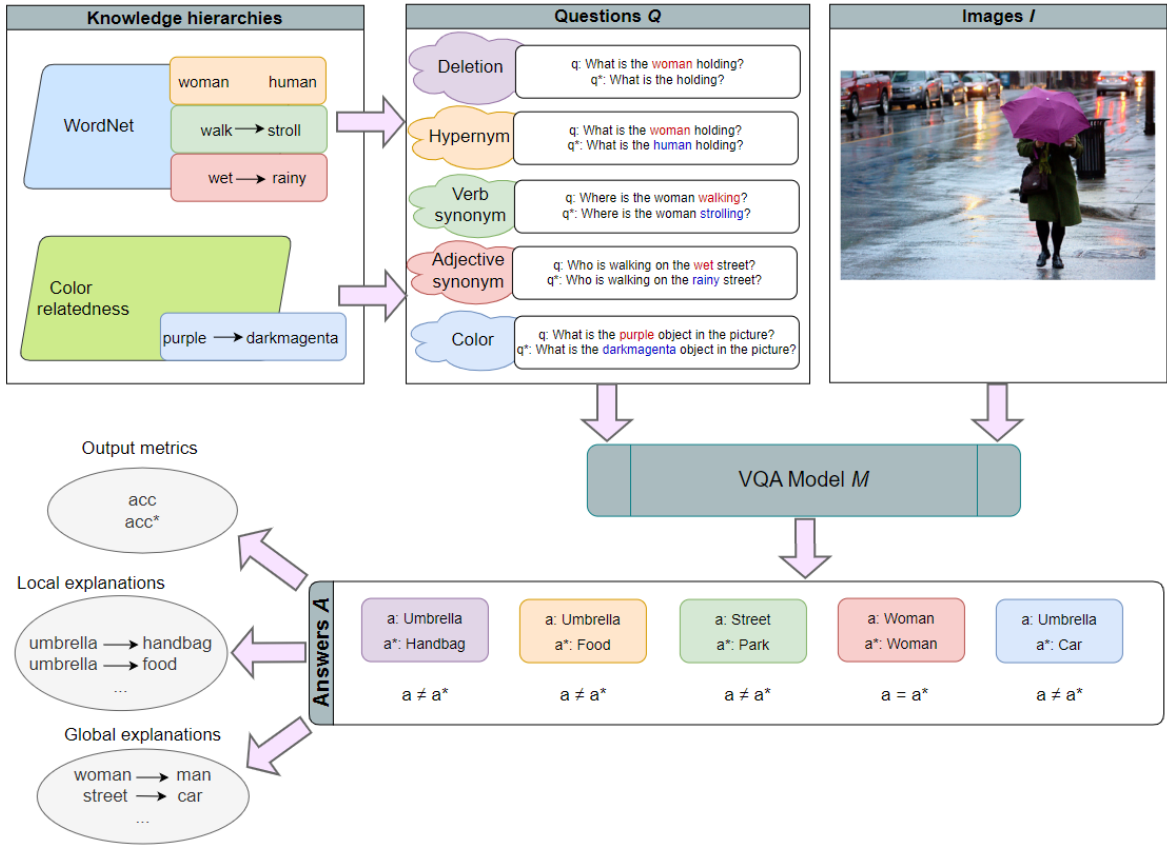 Knowledge hierarchies
WordNet
woman human
walk stroll
wet rainy
Color
relatedness
purple darkmagenta
Questions Q
Deletion
q: What is the woman holding?
q*: What is the holding?
Hypernym
q: What is the woman holding?
q*: What is the human holding?
Verb
synonym
q: Where is the woman walking?
q*: Where is the woman strolling?
Adjective
synonym
q: Who is walking on the wet street?
q*: Who is walking on the rainy street?
Color
q: What is the purple object in the picture?
q*: What is the darkmagenta object in the picture?
Images I
VQA Model M
Output metrics
acc
acc*
Local explanations
umbrella handbag
umbrella food
...
Global explanations
woman man
street car
...
Answers A
a: Umbrella
a*: Handbag
a ≠ a*
a: Umbrella
a*: Food
a ≠ a*
a: Street
a*: Park
a ≠ a*
a: Woman
a*: Woman
a = a*
a: Umbrella
a*: Car
a ≠ a*